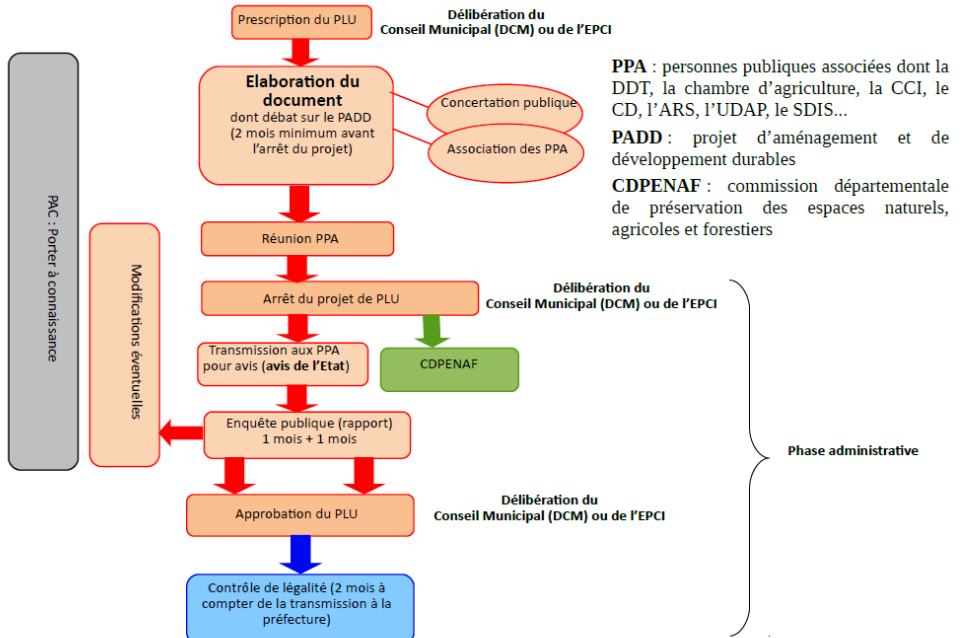 Prescription du PLU
Délibération du
Conseil Municipal (DCM) ou de l'EPCI
Elaboration du
document
dont débat sur le PADD
(2 mois minimum avant
l'arrêt du projet)
Concertation publique
Association des PPA
PPA : personnes publiques associées dont la
DDT, la chambre d'agriculture, la CCI, le
CD, l'ARS, l'UDAP, le SDIS...
PADD : projet d'aménagement et de
développement durables
CDPENAF : commission départementale
de préservation des espaces naturels,
agricoles et forestiers
PAC : Porter à connaissance
Modifications éventuelles
Réunion PPA
Arrêt du projet de PLU
Délibération du
Conseil Municipal (DCM) ou de l'EPCI
Transmission aux PPA
pour avis (avis de l'Etat)
CDPENAF
Enquête publique (rapport)
1 mois + 1 mois
Phase administrative
Approbation du PLU
Délibération du
Conseil Municipal (DCM) ou de l'EPCI
Contrôle de légalité (2 mois à
compter de la transmission à la
préfecture)